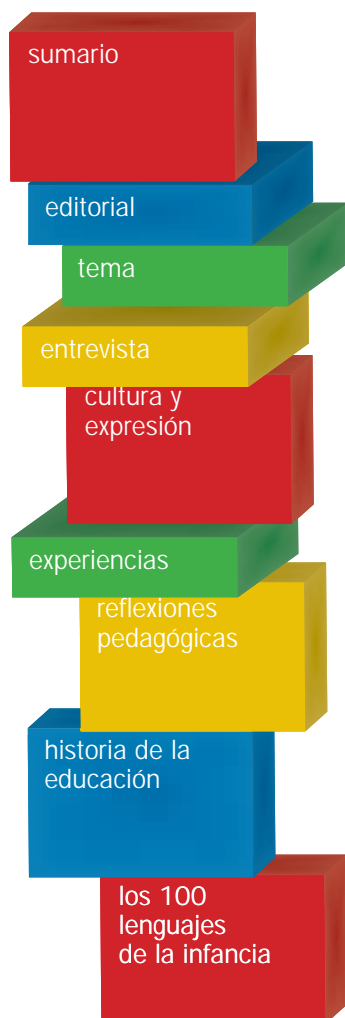 sumario
editorial
tema
entrevista
cultura y
expresión
experiencias
reflexiones
pedagógicas
historia de la
educación
los 100
lenguajes
de la infancia